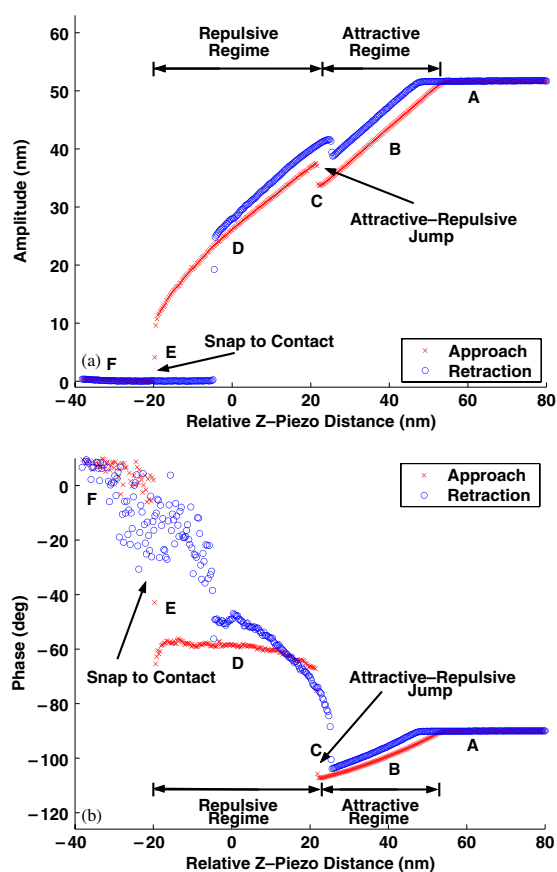 Repulsive Attractive
Regime Regime
60
50
40
30
20
10
0
Amplitude (nm)
A
B
C
Attractive–Repulsive
Jump
D
Snap to Contact
E
F
(a)
× Approach
○ Retraction
−40 −20 0 20 40 60 80
Relative Z–Piezo Distance (nm)
0
−20
−40
−60
−80
−100
−120
Phase (deg)
× Approach
○ Retraction
F
E
Snap to Contact
D
Attractive–Repulsive
Jump
C
A
B
(b)
Repulsive Attractive
Regime Regime
−40 −20 0 20 40 60 80
Relative Z–Piezo Distance (nm)